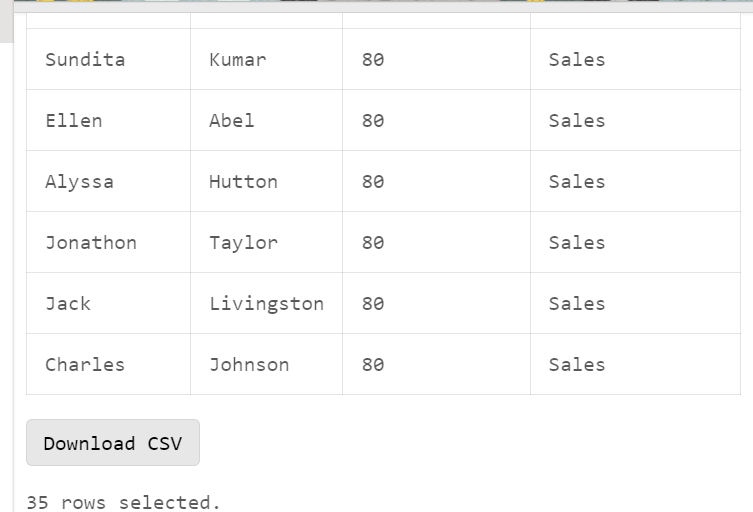 Sundita Kumar 80 Sales
Ellen Abel 80 Sales
Alyssa Hutton 80 Sales
Jonathon Taylor 80 Sales
Jack Livingston 80 Sales
Charles Johnson 80 Sales
Download CSV
35 rows selected.